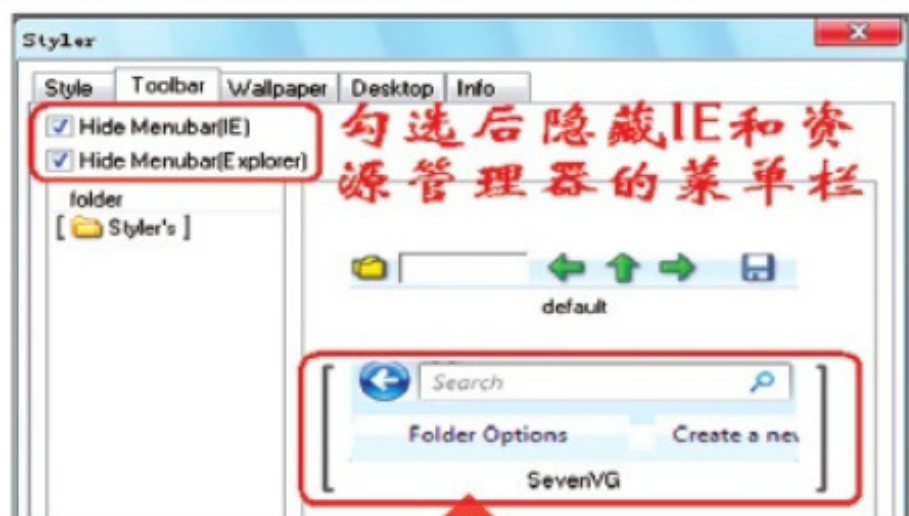 Styler
Style Toolbar Wallpaper Desktop Info
Hide Menubar(IE)
Hide Menubar(Explorer)
勾选后隐藏IE和资
源管理器的菜单栏
folder
[ Styler's ]
default
Search
Folder Options Create a new
SevenVG